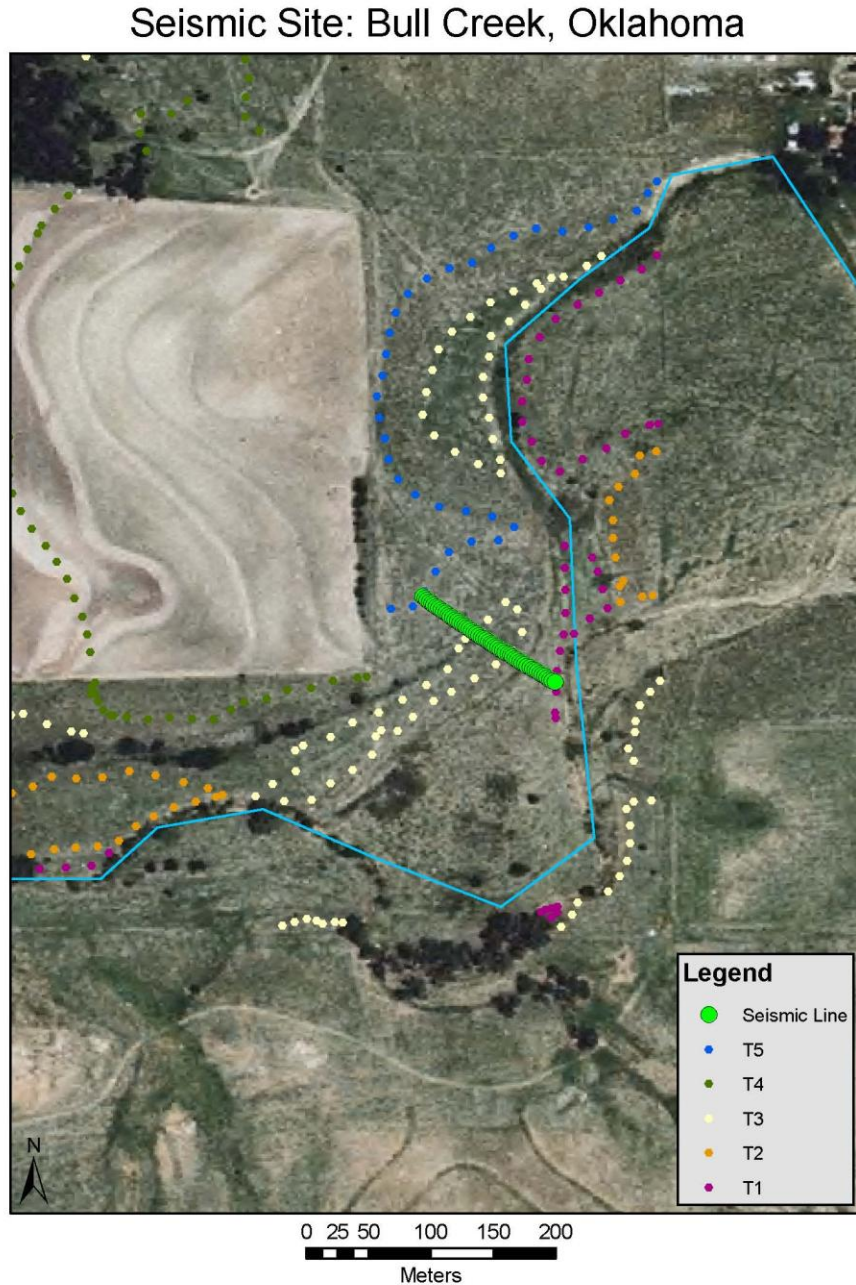 Seismic Site: Bull Creek, Oklahoma
Legend
Seismic Line
T5
T4
T3
T2
T1
N
0 25 50 100 150 200
Meters